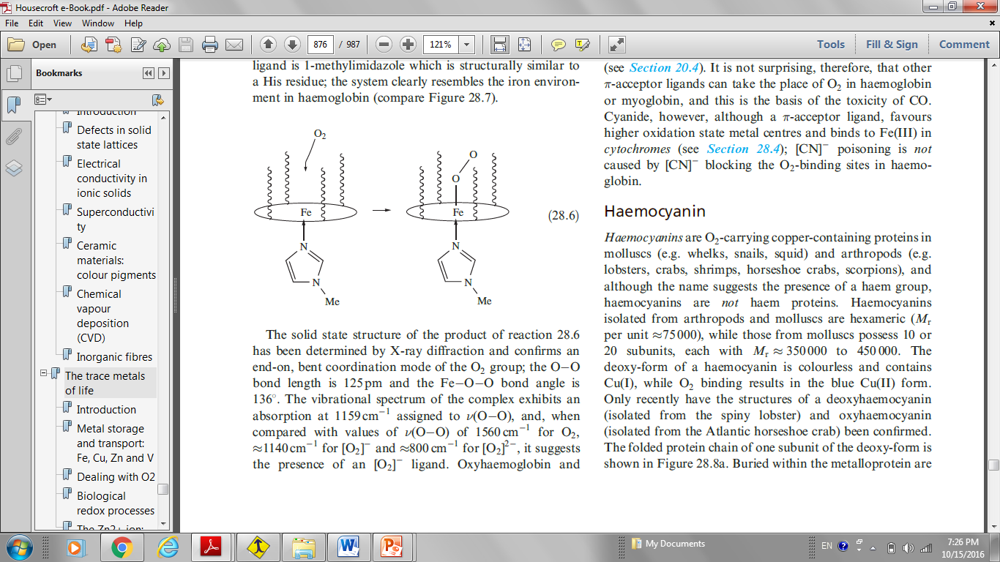 Housecroft e-Book.pdf - Adobe Reader
File Edit View Window Help
Open
876 / 987
121%
Tools
Fill & Sign
Comment
Bookmarks
Introduction
Defects in solid
state lattices
Electrical
conductivity in
ionic solids
Superconductivi
ty
Ceramic
materials:
colour pigments
Chemical
vapour
deposition
(CVD)
Inorganic fibres
The trace metals
of life
Introduction
Metal storage
and transport:
Fe, Cu, Zn and V
Dealing with O2
Biological
redox processes
The Zn2+ ion:
ligand is 1-methylimidazole which is structurally similar to
a His residue; the system clearly resembles the iron environ-
ment in haemoglobin (compare Figure 28.7).
O₂
Fe
N
N
Me
O
O
Fe
N
N
Me
(28.6)
The solid state structure of the product of reaction 28.6
has been determined by X-ray diffraction and confirms an
end-on, bent coordination mode of the O₂ group; the O−O
bond length is 125 pm and the Fe−O−O bond angle is
136°. The vibrational spectrum of the complex exhibits an
absorption at 1159 cm⁻¹ assigned to ν(O−O), and, when
compared with values of ν(O−O) of 1560 cm⁻¹ for O₂,
≈1140 cm⁻¹ for [O₂]⁻ and ≈800 cm⁻¹ for [O₂]²⁻, it suggests
the presence of an [O₂]⁻ ligand. Oxyhaemoglobin and
(see Section 20.4). It is not surprising, therefore, that other
π-acceptor ligands can take the place of O₂ in haemoglobin
or myoglobin, and this is the basis of the toxicity of CO.
Cyanide, however, although a π-acceptor ligand, favours
higher oxidation state metal centres and binds to Fe(III) in
cytochromes (see Section 28.4); [CN]⁻ poisoning is not
caused by [CN]⁻ blocking the O₂-binding sites in haemo-
globin.
Haemocyanin
Haemocyanins are O₂-carrying copper-containing proteins in
molluscs (e.g. whelks, snails, squid) and arthropods (e.g.
lobsters, crabs, shrimps, horseshoe crabs, scorpions), and
although the name suggests the presence of a haem group,
haemocyanins are not haem proteins. Haemocyanins
isolated from arthropods and molluscs are hexameric (Mᵣ
per unit ≈75 000), while those from molluscs possess 10 or
20 subunits, each with Mᵣ ≈ 350 000 to 450 000. The
deoxy-form of a haemocyanin is colourless and contains
Cu(I), while O₂ binding results in the blue Cu(II) form.
Only recently have the structures of a deoxyhaemocyanin
(isolated from the spiny lobster) and oxyhaemocyanin
(isolated from the Atlantic horseshoe crab) been confirmed.
The folded protein chain of one subunit of the deoxy-form is
shown in Figure 28.8a. Buried within the metalloprotein are
My Documents
EN
7:26 PM
10/15/2016